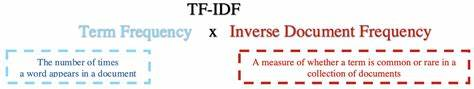 TF-IDF
Term Frequency x Inverse Document Frequency
The number of times
a word appears in a document
A measure of whether a term is common or rare in a
collection of documents